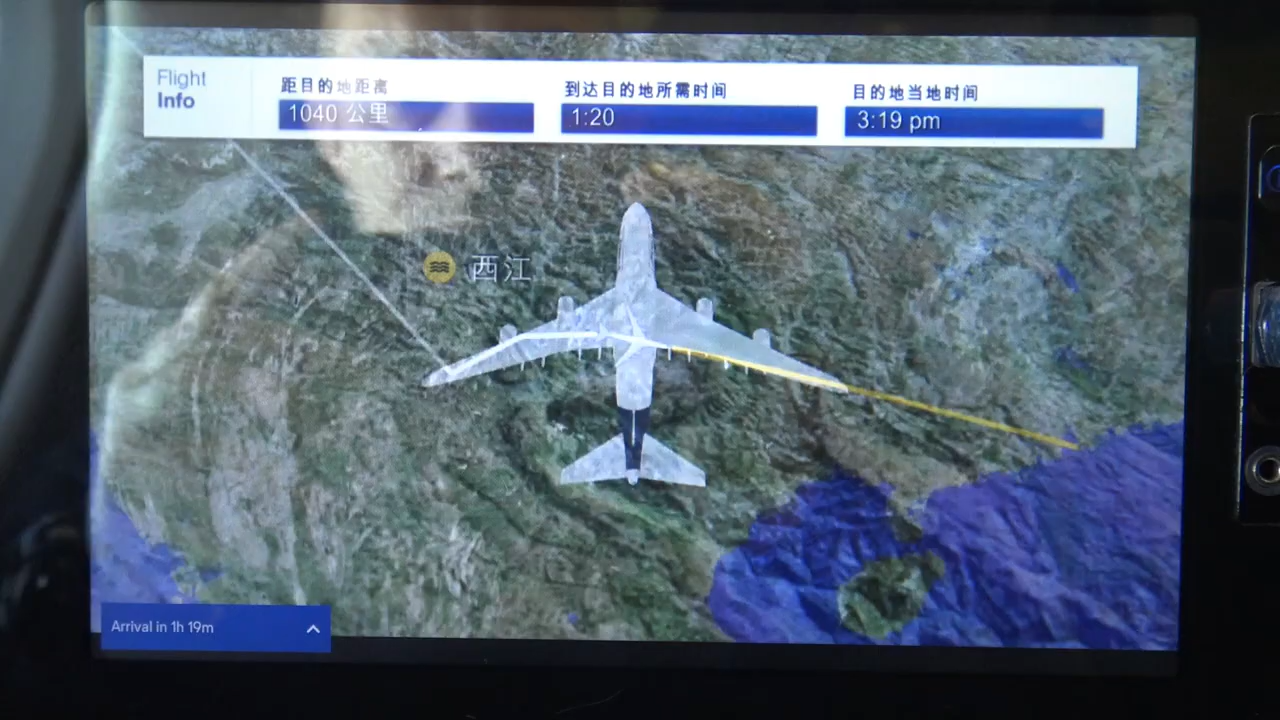 Flight
Info
距目的地距离
1040 公里
到达目的地所需时间
1:20
目的地当地时间
3:19 pm
西江
Arrival in 1h 19m